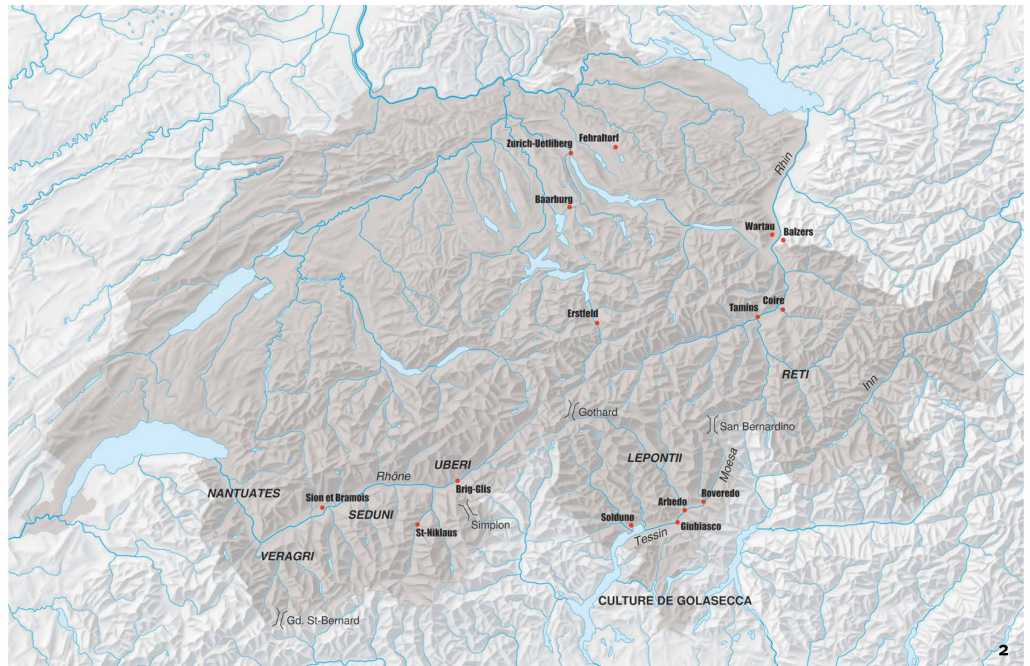 Zurich-Uetliberg
Fehraltorf
Rhin
Baarburg
Wartau
Balzers
Erstfeld
Tamins
Coire
RETI
Inn
Gothard
San Bernardino
LEPONTII
Moesa
UBERI
Rhône
NANTUATES
Sion et Bramois
SEDUNI
Brig-Glis
Simplon
St-Niklaus
VERAGRI
Gd. St-Bernard
Roveredo
Arbedo
Solduno
Giubiasco
Tessin
CULTURE DE GOLASECCA
2